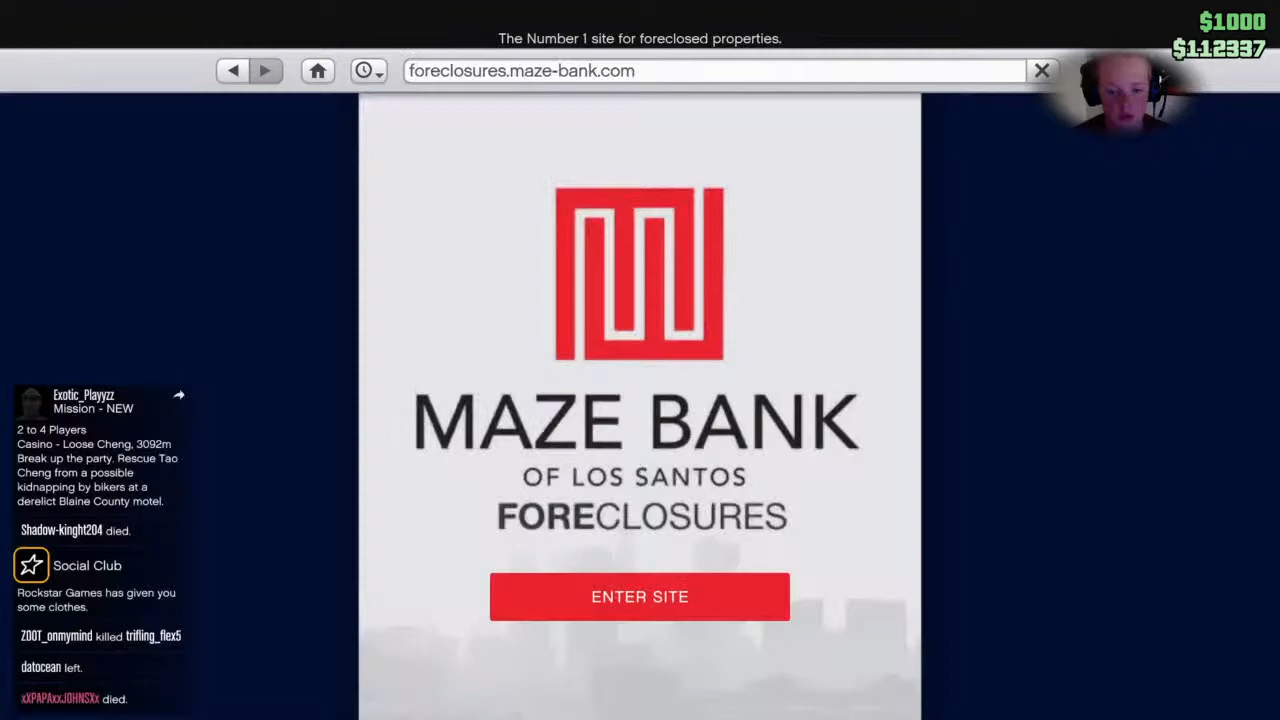 $1000
The Number 1 site for foreclosed properties.
$112337
foreclosures.maze-bank.com
MAZE BANK
OF LOS SANTOS
FORECLOSURES
ENTER SITE
Exotic_Playyzz
Mission - NEW
2 to 4 Players
Casino - Loose Cheng, 3092m
Break up the party. Rescue Tao
Cheng from a possible
kidnapping by bikers at a
derelict Blaine County motel.
Shadow-kinght204 died.
Social Club
Rockstar Games has given you
some clothes.
Z00T_onmymind killed trifling_flex5
datocean left.
xXPAPAxxJOHNSXx died.